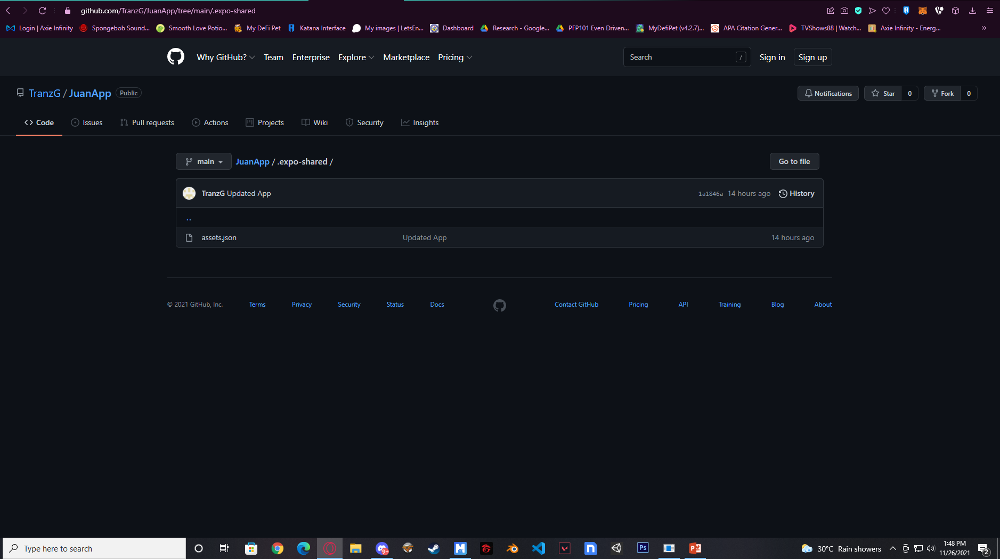 github.com/TranzG/JuanApp/tree/main/.expo-shared
Login | Axie Infinity Spongebob Sound... Smooth Love Potio... My DeFi Pet Katana Interface My images | LetsEn... Dashboard Research - Google... PFP101 Even Driven... MyDefiPet (v4.2.7)... APA Citation Gener... TVShows88 | Watch... Axie Infinity - Energ... »
Why GitHub? Team Enterprise Explore Marketplace Pricing Search / Sign in Sign up
TranzG / JuanApp Public Notifications Star 0 Fork 0
Code Issues Pull requests Actions Projects Wiki Security Insights
main JuanApp / .expo-shared / Go to file
TranzG Updated App 1a1846a 14 hours ago History
..
assets.json Updated App 14 hours ago
© 2021 GitHub, Inc. Terms Privacy Security Status Docs Contact GitHub Pricing API Training Blog About
Type here to search 9+ Ps 30°C Rain showers 1:48 PM
11/26/2021 2